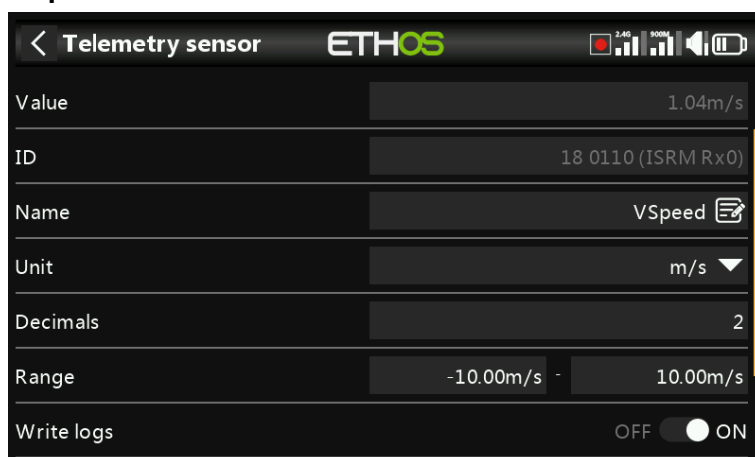 Telemetry sensor ETHOS 2.4G 900M
Value 1.04m/s
ID 18 0110 (ISRM Rx0)
Name VSpeed
Unit m/s
Decimals 2
Range -10.00m/s - 10.00m/s
Write logs OFF ON